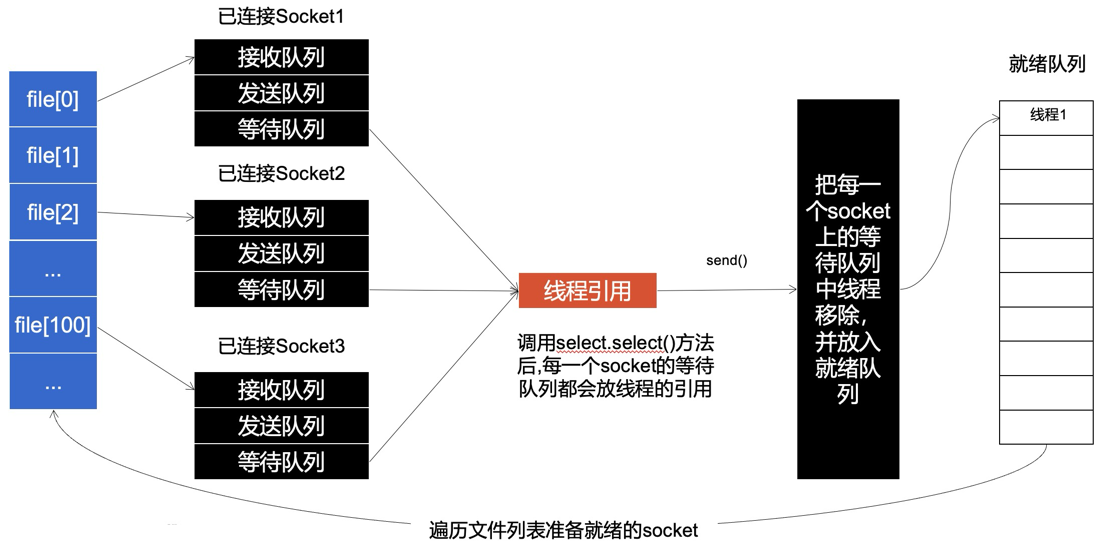 已连接Socket1
接收队列
发送队列
等待队列
file[0]
file[1]
file[2]
...
file[100]
...
已连接Socket2
接收队列
发送队列
等待队列
已连接Socket3
接收队列
发送队列
等待队列
线程引用
调用select.select()方法
后,每一个socket的等待
队列都会放线程的引用
send()
把每一
个socket
上的等
待队列
中线程
移除，
并放入
就绪队
列
就绪队列
线程1
遍历文件列表准备就绪的socket